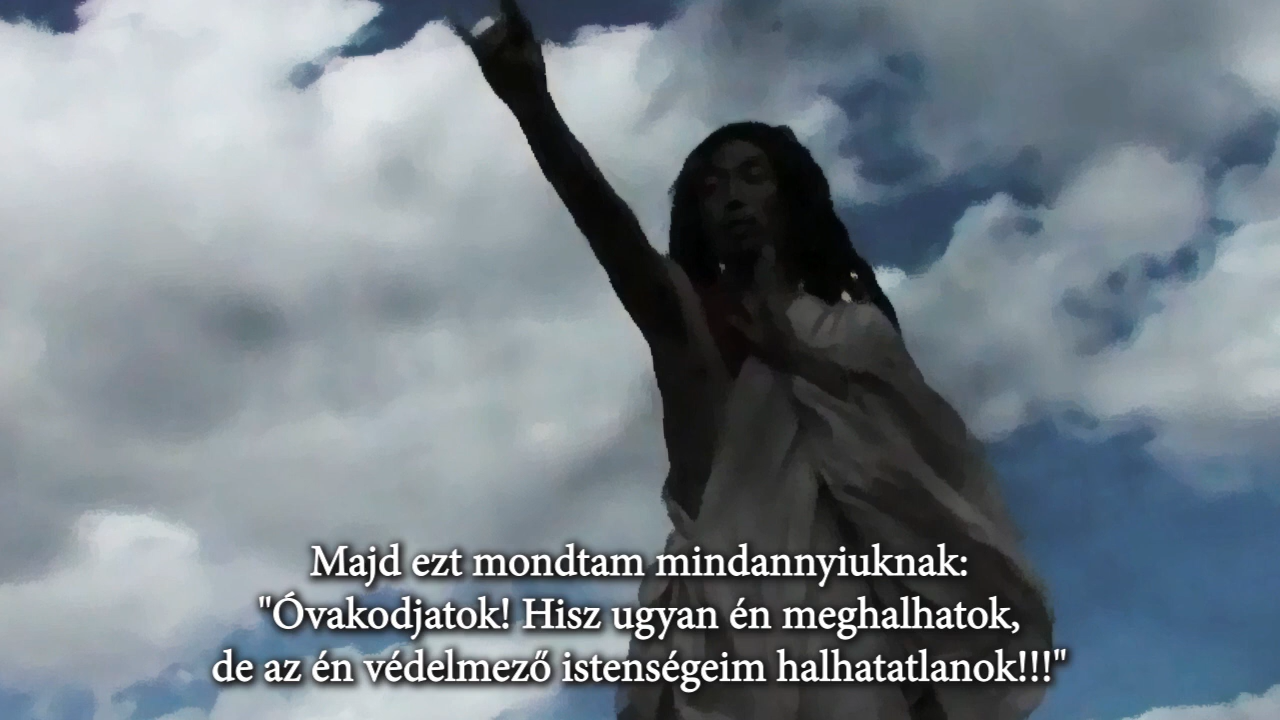 Majd ezt mondtam mindannyiuknak:
"Óvakodjatok! Hisz ugyan én meghalhatok,
de az én védelmező istenségeim halhatatlanok!!!"